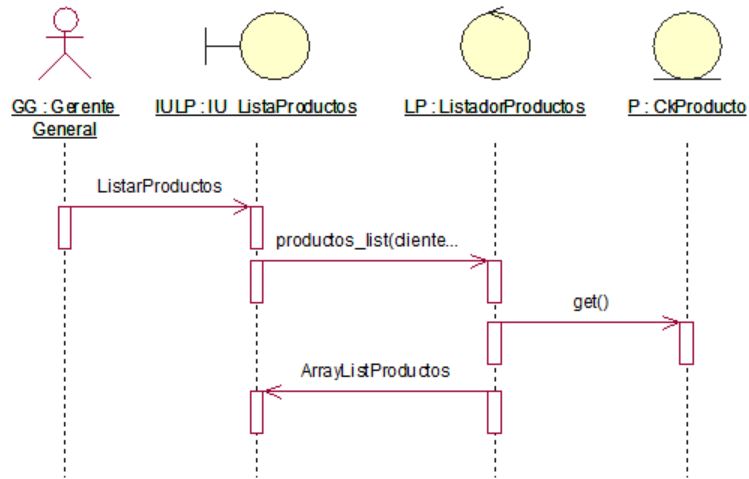 GG : Gerente
General
IULP : IU_ListaProductos
LP : ListadorProductos
P : CkProducto
ListarProductos
productos_list(cliente...
get()
ArrayListProductos